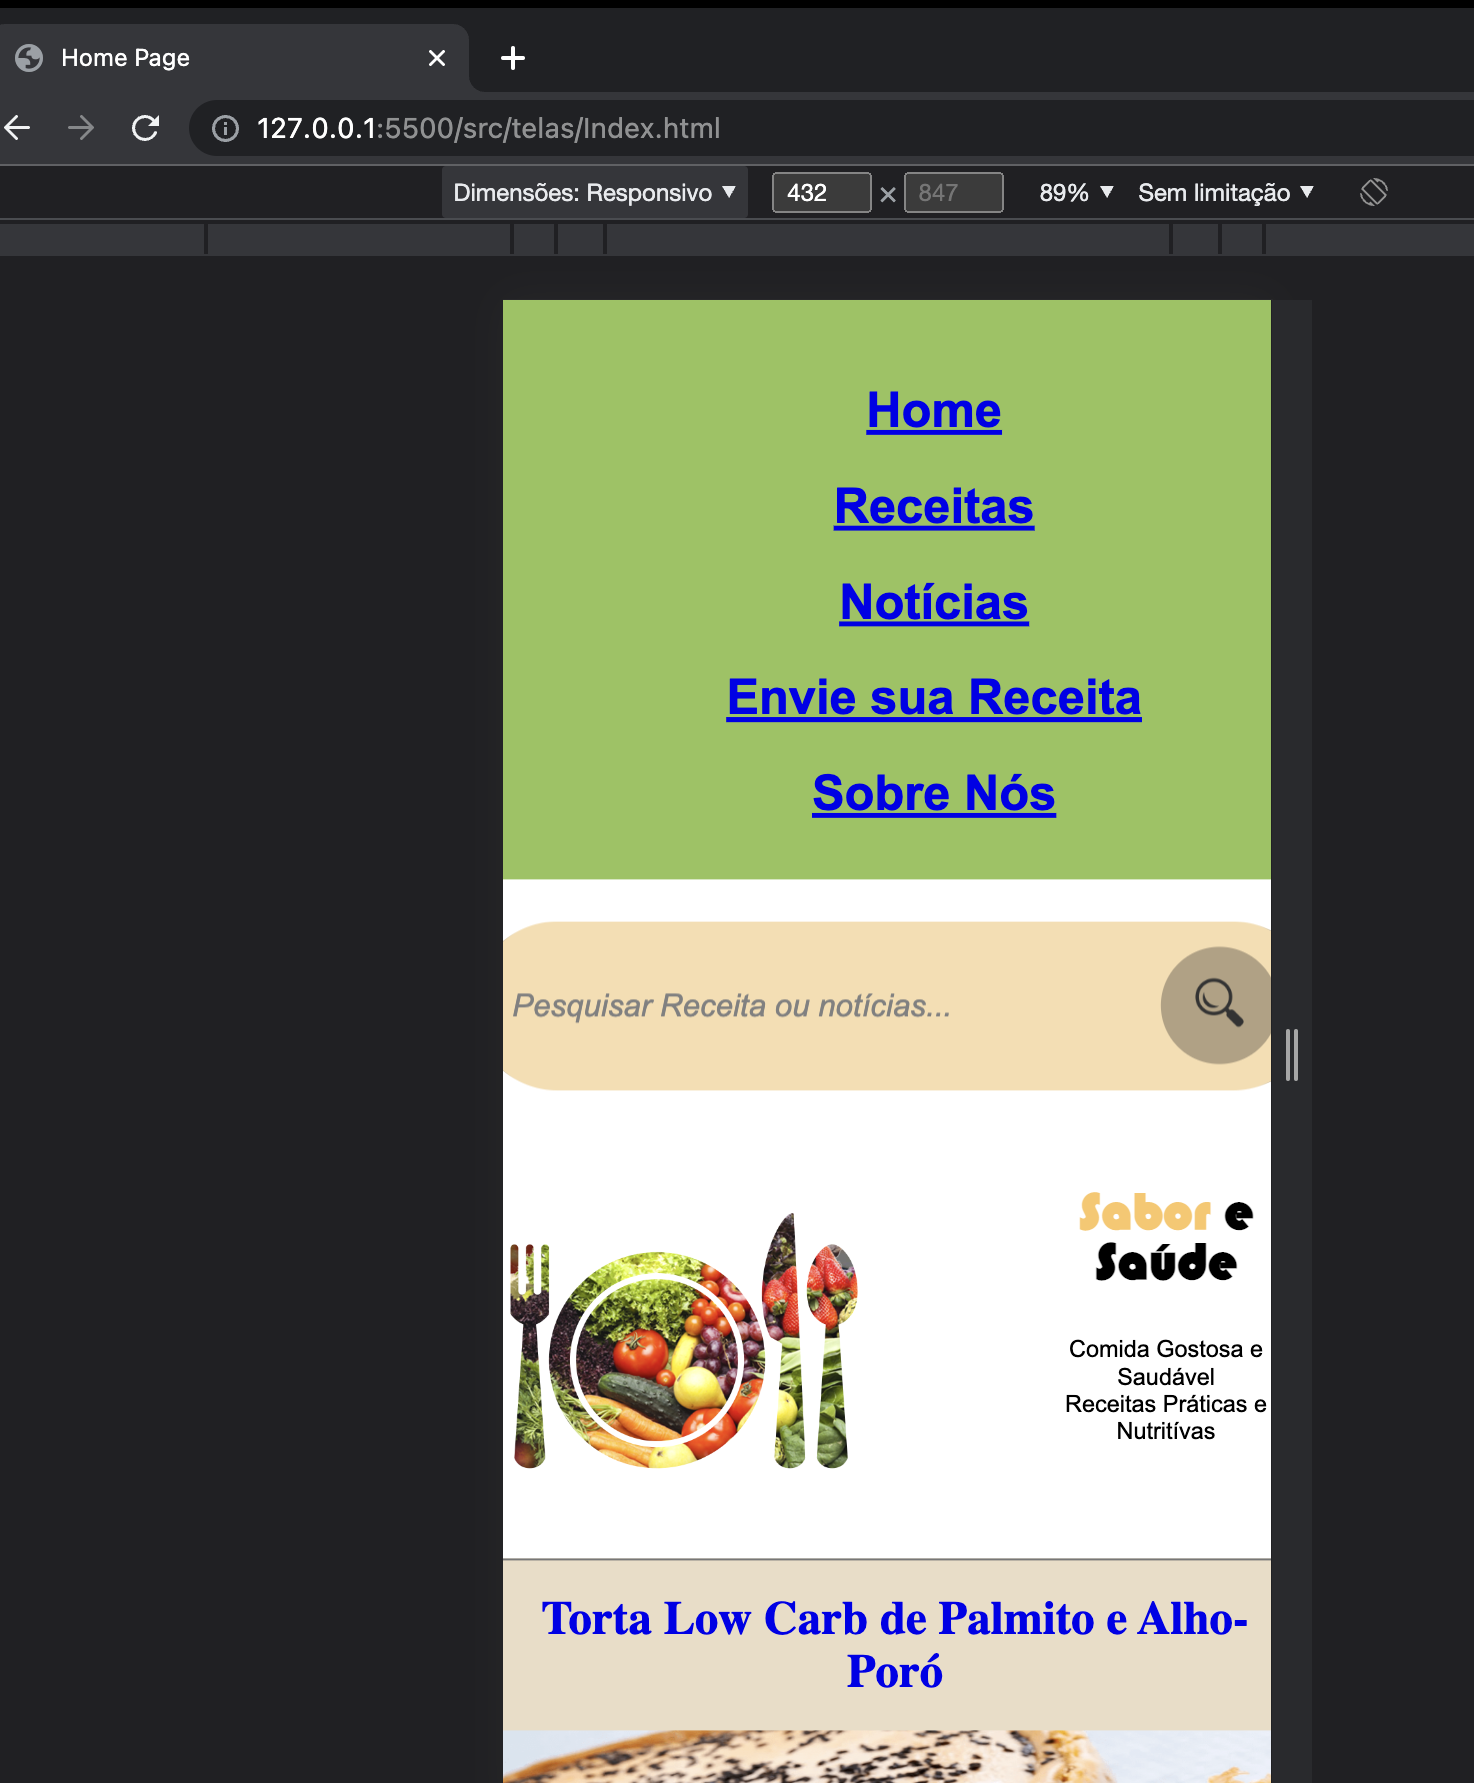 Home Page
127.0.0.1:5500/src/telas/Index.html
Dimensões: Responsivo ▼ 432 × 847 89% ▼ Sem limitação ▼
Home
Receitas
Notícias
Envie sua Receita
Sobre Nós
Pesquisar Receita ou notícias...
Sabor e
Saúde
Comida Gostosa e
Saudável
Receitas Práticas e
Nutritívas
Torta Low Carb de Palmito e Alho-
Poró